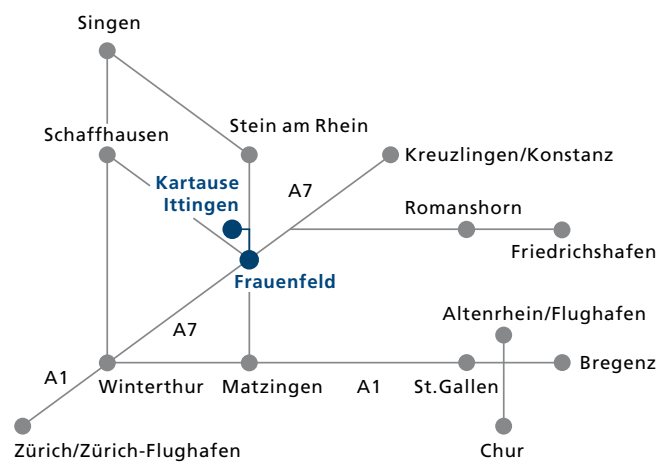 Singen
Schaffhausen
Stein am Rhein
Kreuzlingen/Konstanz
Kartause
Ittingen
A7
Romanshorn
Friedrichshafen
Frauenfeld
Altenrhein/Flughafen
A7
A1
Winterthur
Matzingen
A1
St.Gallen
Bregenz
Zürich/Zürich-Flughafen
Chur